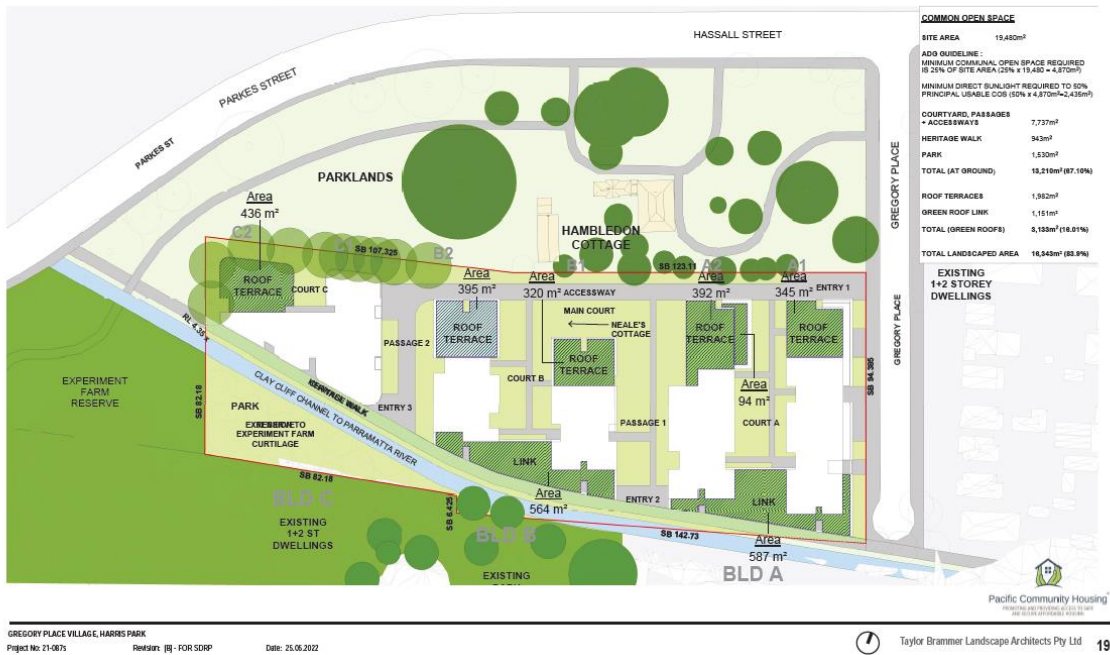 HASSALL STREET
PARKES STREET
PARKES ST
PARKLANDS
HAMBLEDON
COTTAGE
GREGORY PLACE
GREGORY PLACE
Area
436 m²
C2
SB 107.325
B2
B1
SB 123.11
A2
A1
Area
395 m²
Area
320 m²
ACCESSWAY
Area
392 m²
Area
345 m²
ENTRY 1
ROOF
TERRACE
COURT C
MAIN COURT
NEALE'S
COTTAGE
ROOF
TERRACE
ROOF
TERRACE
ROOF
TERRACE
ROOF
TERRACE
PASSAGE 2
COURT B
Area
94 m²
RL 4.35 x
SB 94.385
EXPERIMENT
FARM
RESERVE
SB 82.18
HERITAGE WALK
CLAY CLIFF CHANNEL TO PARRAMATTA RIVER
PARK
EXPERIMENT FARM
CURTILAGE
ENTRY 3
PASSAGE 1
COURT A
LINK
LINK
ENTRY 2
SB 82.18
SB 6.425
Area
564 m²
SB 142.73
Area
587 m²
BLD C
BLD B
BLD A
EXISTING
1+2 ST
DWELLINGS
EXISTING
EXISTING
1+2 STOREY
DWELLINGS
COMMON OPEN SPACE
SITE AREA 19,480m²
ADG GUIDELINE :
MINIMUM COMMUNAL OPEN SPACE REQUIRED
IS 25% OF SITE AREA (25% x 19,480 = 4,870m²)
MINIMUM DIRECT SUNLIGHT REQUIRED TO 50%
PRINCIPAL USABLE COS (50% x 4,870m²=2,435m²)
COURTYARD, PASSAGES
+ ACCESSWAYS 7,737m²
HERITAGE WALK 943m²
PARK 1,530m²
TOTAL (AT GROUND) 13,210m² (67.10%)
ROOF TERRACES 1,982m²
GREEN ROOF LINK 1,151m²
TOTAL (GREEN ROOFS) 3,133m² (16.01%)
TOTAL LANDSCAPED AREA 16,343m² (83.9%)
Pacific Community Housing
PROMOTING AND PROVIDING ACCESS TO SAFE
AND SECURE AFFORDABLE HOUSING
GREGORY PLACE VILLAGE, HARRIS PARK
Project No: 21-087s Revision: [B] - FOR SDRP Date: 25.05.2022
Taylor Brammer Landscape Architects Pty Ltd 19